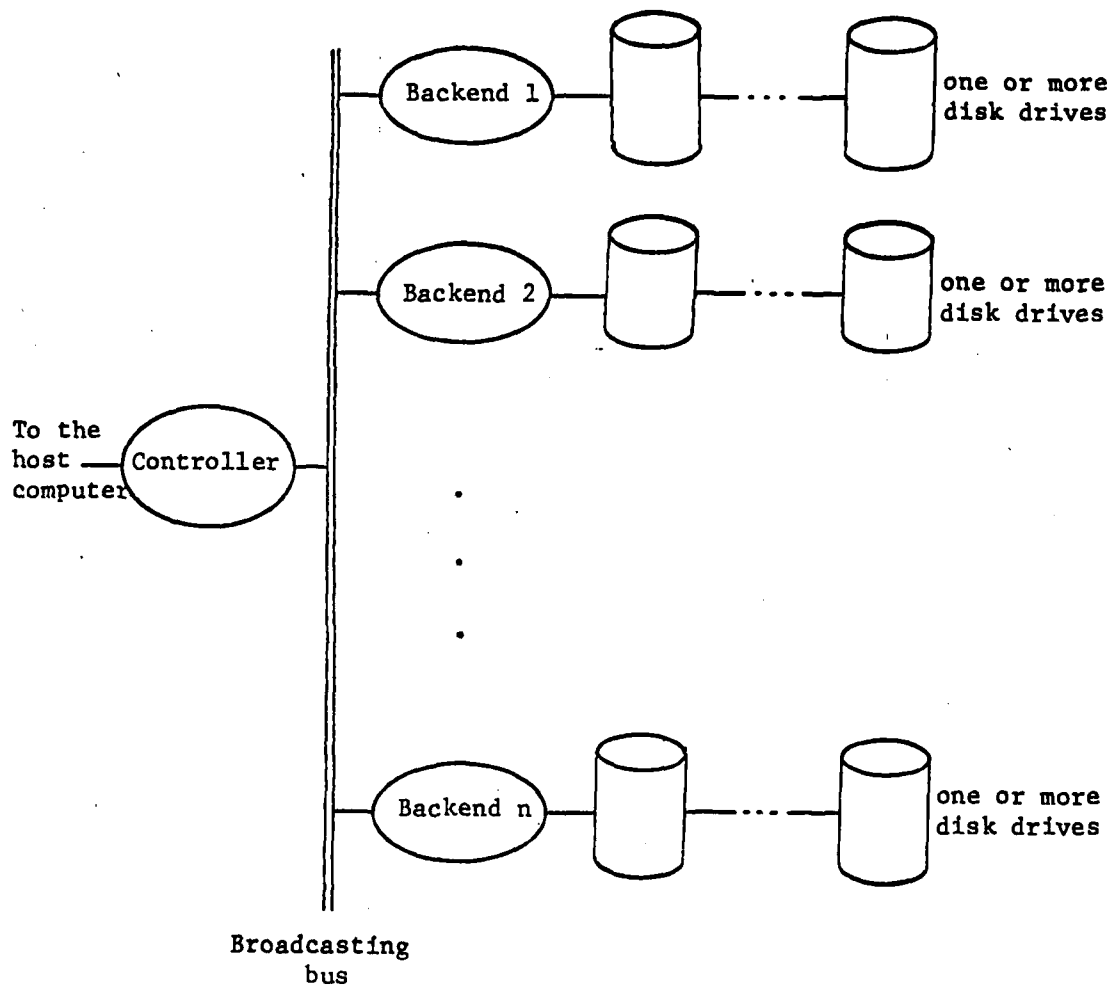 Backend 1
one or more
disk drives
Backend 2
one or more
disk drives
To the
host
computer
Controller
Backend n
one or more
disk drives
Broadcasting
bus